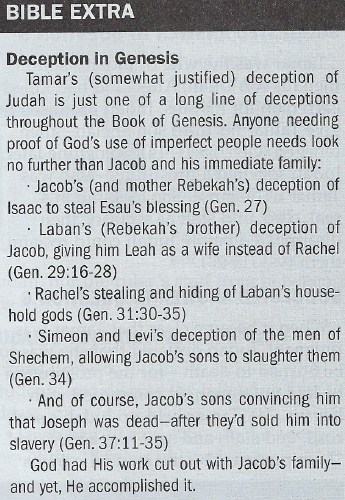 BIBLE EXTRA
Deception in Genesis
Tamar's (somewhat justified) deception of
Judah is just one of a long line of deceptions
throughout the Book of Genesis. Anyone needing
proof of God's use of imperfect people needs look
no further than Jacob and his immediate family:
· Jacob's (and mother Rebekah's) deception of
Isaac to steal Esau's blessing (Gen. 27)
· Laban's (Rebekah's brother) deception of
Jacob, giving him Leah as a wife instead of Rachel
(Gen. 29:16-28)
· Rachel's stealing and hiding of Laban's house-
hold gods (Gen. 31:30-35)
· Simeon and Levi's deception of the men of
Shechem, allowing Jacob's sons to slaughter them
(Gen. 34)
· And of course, Jacob's sons convincing him
that Joseph was dead—after they'd sold him into
slavery (Gen. 37:11-35)
God had His work cut out with Jacob's family—
and yet, He accomplished it.